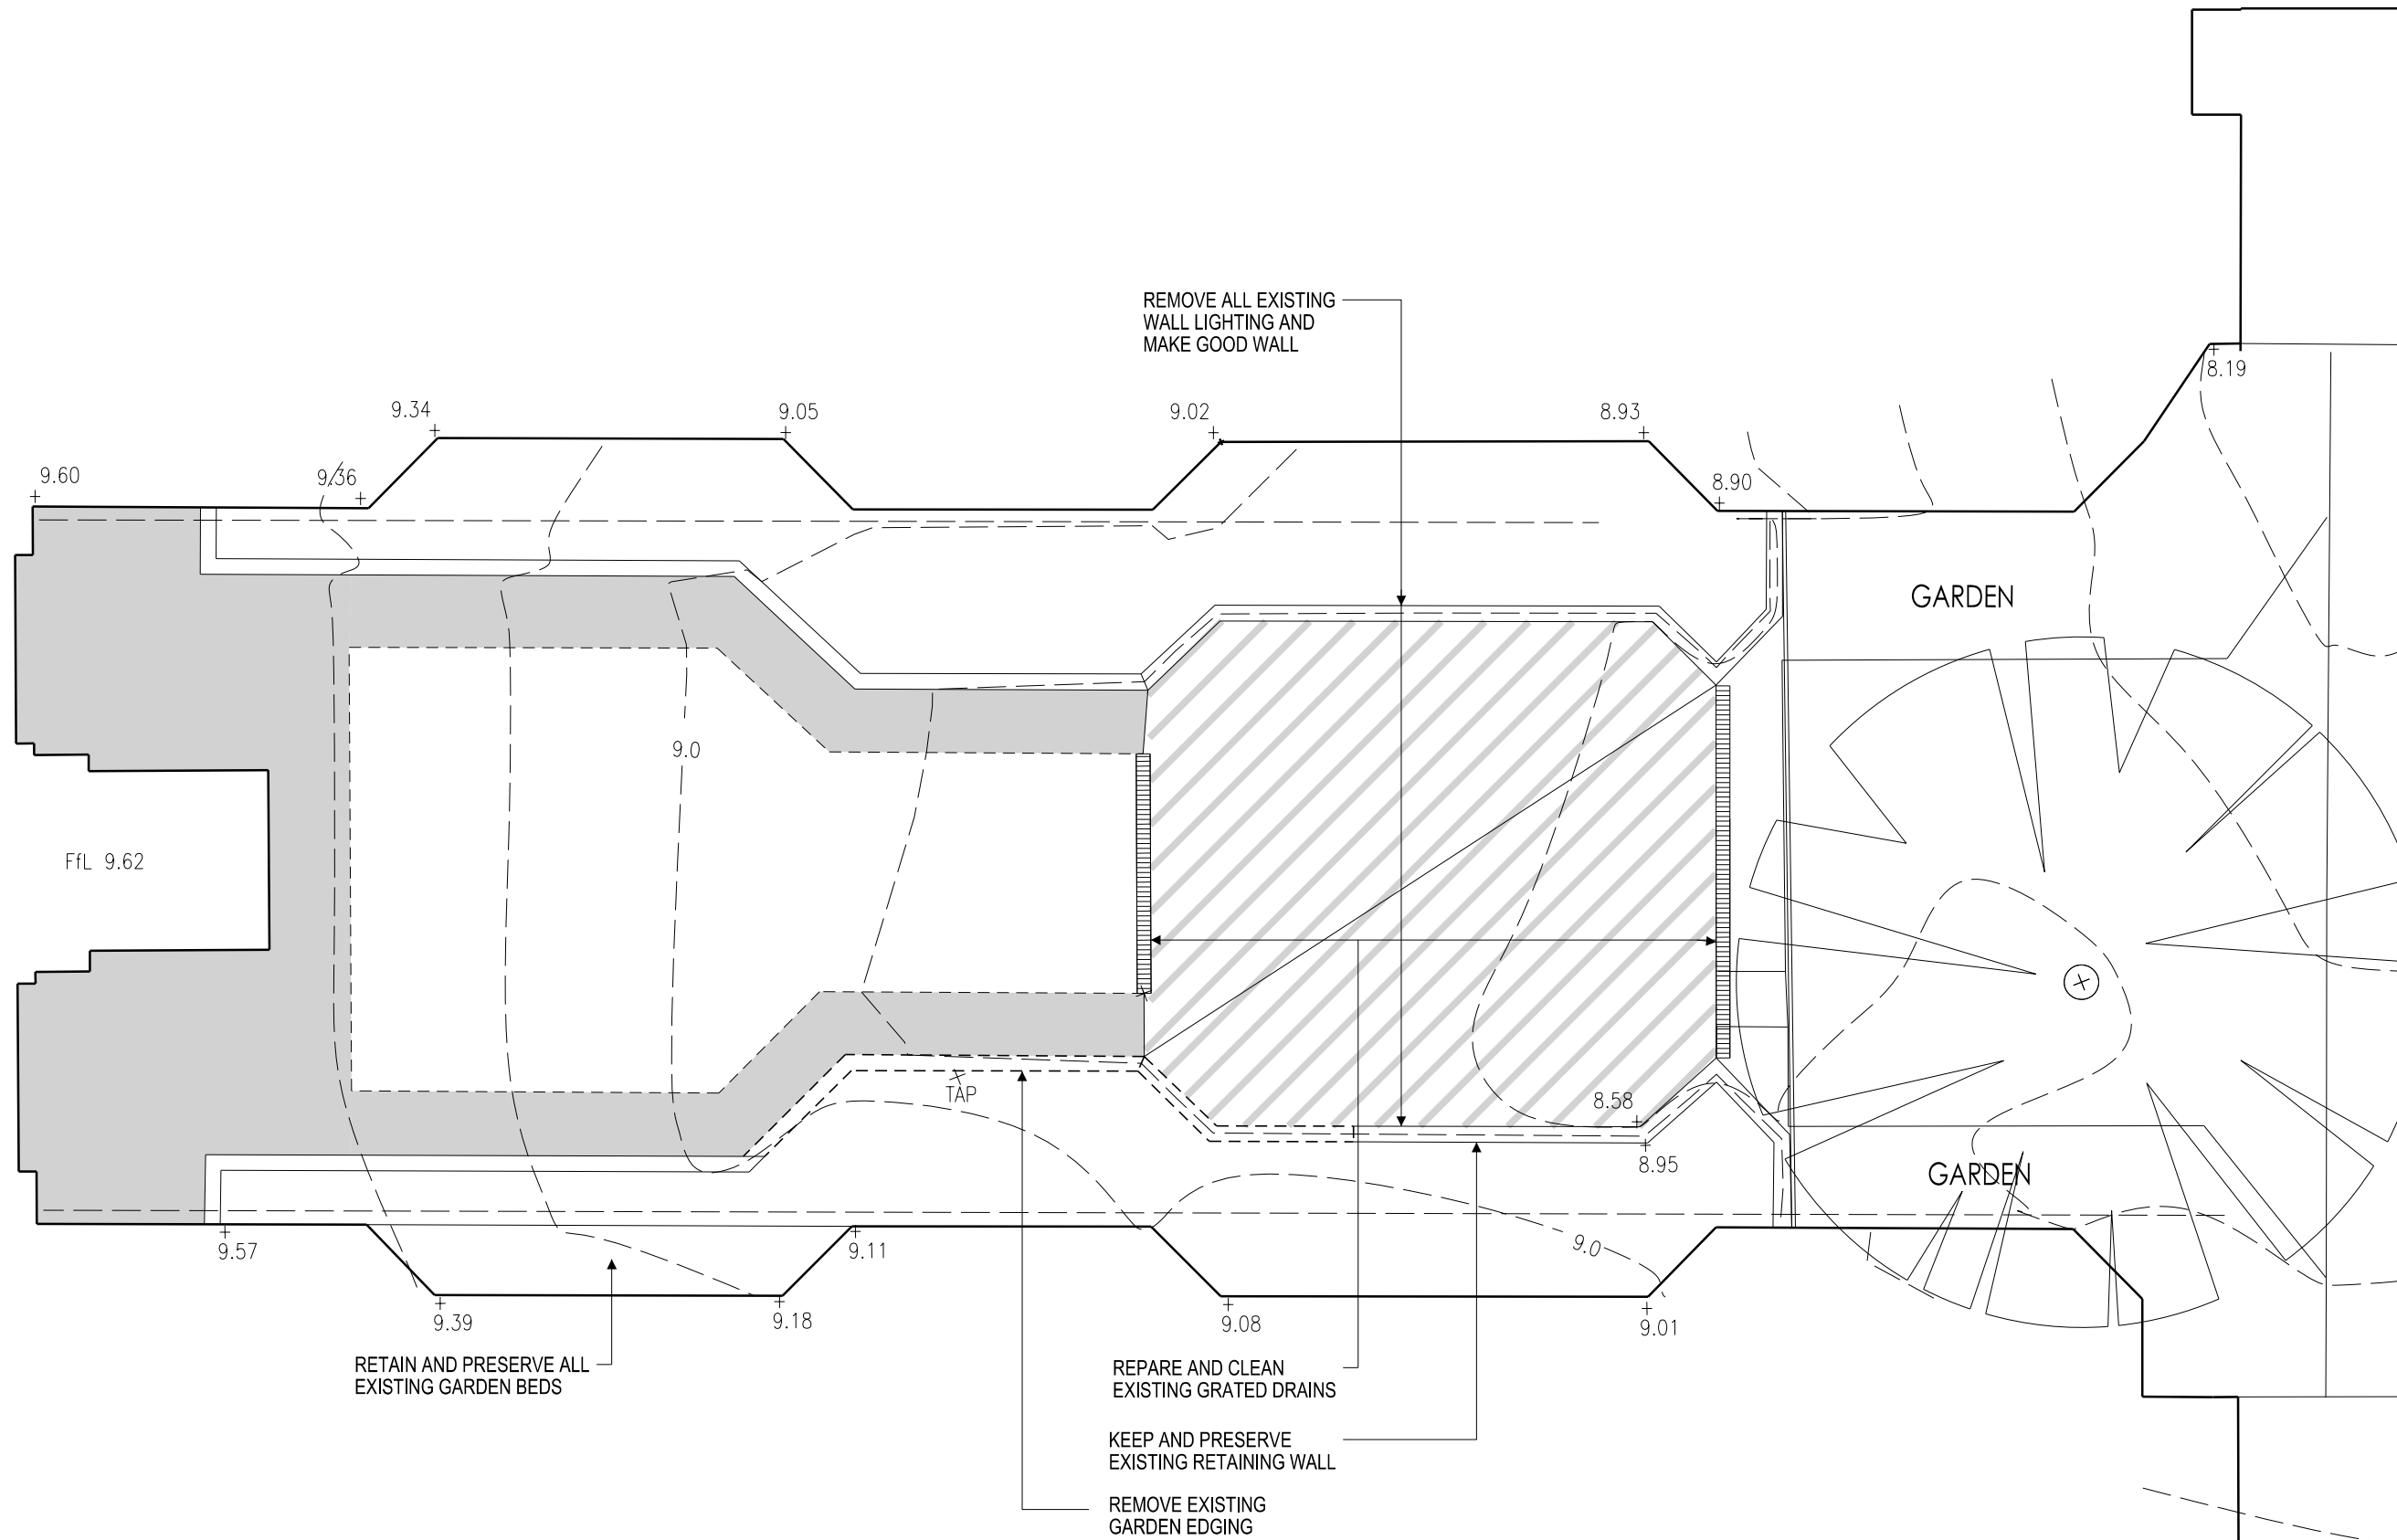 REMOVE ALL EXISTING
WALL LIGHTING AND
MAKE GOOD WALL
8.19
9.34
9.05
9.02
8.93
9.60
9.36
8.90
GARDEN
9.0
FfL 9.62
TAP
8.58
8.95
GARDEN
9.57
9.11
9.0
9.39
9.18
9.08
9.01
RETAIN AND PRESERVE ALL
EXISTING GARDEN BEDS
REPARE AND CLEAN
EXISTING GRATED DRAINS
KEEP AND PRESERVE
EXISTING RETAINING WALL
REMOVE EXISTING
GARDEN EDGING